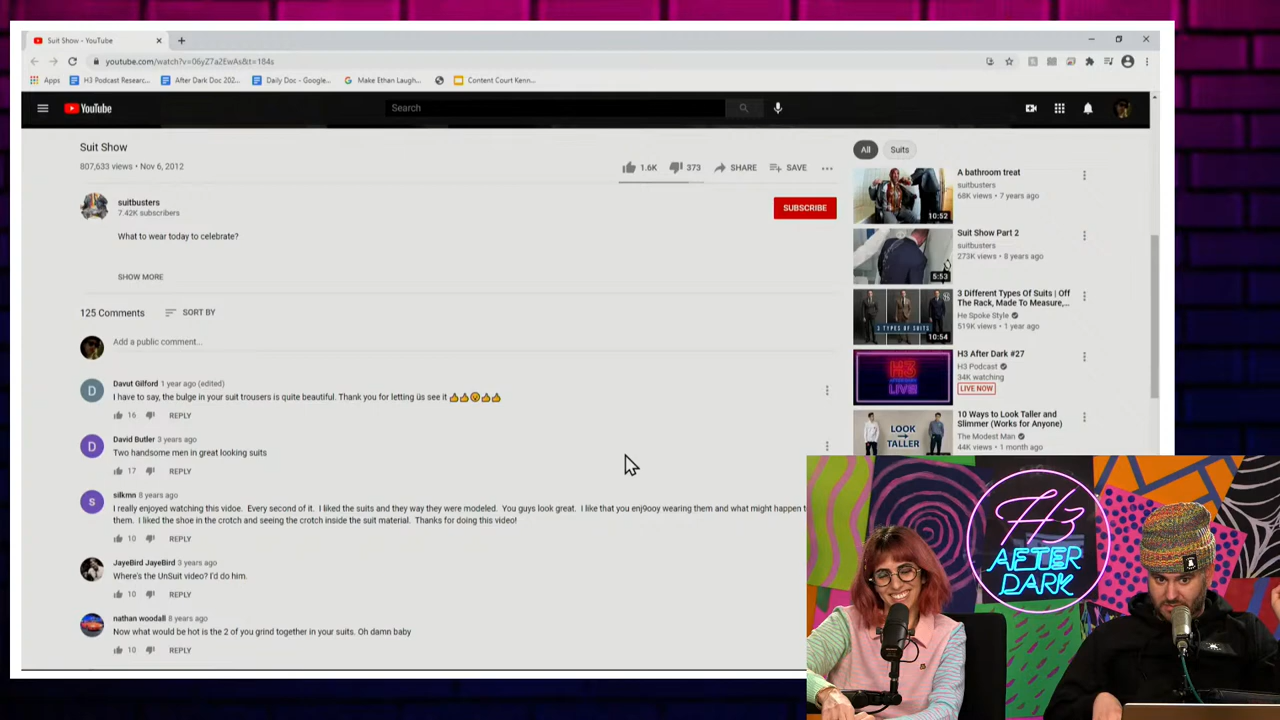 Suit Show - YouTube
youtube.com/watch?v=06yZ7a2EwAs&t=184s
Apps
H3 Podcast Researc...
After Dark Doc 202...
Daily Doc - Google...
Make Ethan Laugh...
Content Court Kenn...
YouTube
Search
Suit Show
807,633 views • Nov 6, 2012
1.6K
373
SHARE
SAVE
suitbusters
7.42K subscribers
SUBSCRIBE
What to wear today to celebrate?
SHOW MORE
125 Comments
SORT BY
Add a public comment...
D
Davut Gilford 1 year ago (edited)
I have to say, the bulge in your suit trousers is quite beautiful. Thank you for letting üs see it 👍👍😮👍👍
16 REPLY
D
David Butler 3 years ago
Two handsome men in great looking suits
17 REPLY
S
silkmn 8 years ago
I really enjoyed watching this vidoe. Every second of it. I liked the suits and they way they were modeled. You guys look great. I like that you enj9ooy wearing them and what might happen t
them. I liked the shoe in the crotch and seeing the crotch inside the suit material. Thanks for doing this video!
10 REPLY
JayeBird JayeBird 3 years ago
Where's the UnSuit video? I'd do him.
10 REPLY
nathan woodall 8 years ago
Now what would be hot is the 2 of you grind together in your suits. Oh damn baby
10 REPLY
All
Suits
A bathroom treat
suitbusters
68K views • 7 years ago
10:52
Suit Show Part 2
suitbusters
273K views • 8 years ago
5:53
3 Different Types Of Suits | Off
The Rack, Made To Measure,...
He Spoke Style
519K views • 1 year ago
3 TYPES OF SUITS
10:54
H3 After Dark #27
H3 Podcast
34K watching
LIVE NOW
H3
LIVE
10 Ways to Look Taller and
Slimmer (Works for Anyone)
The Modest Man
44K views • 1 month ago
LOOK
TALLER
H3
AFTER
DARK